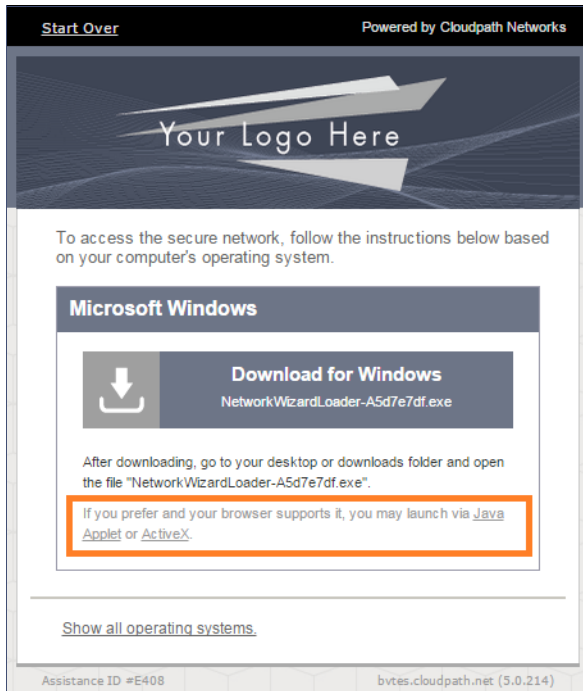 Start Over
Powered by Cloudpath Networks
Your Logo Here
To access the secure network, follow the instructions below based
on your computer's operating system.
Microsoft Windows
Download for Windows
NetworkWizardLoader-A5d7e7df.exe
After downloading, go to your desktop or downloads folder and open
the file "NetworkWizardLoader-A5d7e7df.exe".
If you prefer and your browser supports it, you may launch via Java
Applet or ActiveX.
Show all operating systems.
Assistance ID #E408
bvtes.cloudpath.net (5.0.214)